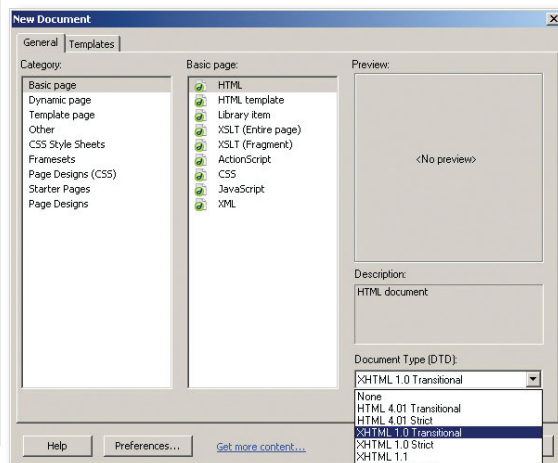 New Document
General
Templates
Category:
Basic page
Dynamic page
Template page
Other
CSS Style Sheets
Framesets
Page Designs (CSS)
Starter Pages
Page Designs
Basic page:
HTML
HTML template
Library item
XSLT (Entire page)
XSLT (Fragment)
ActionScript
CSS
JavaScript
XML
Preview:
<No preview>
Description:
HTML document
Document Type (DTD):
XHTML 1.0 Transitional
None
HTML 4.01 Transitional
HTML 4.01 Strict
XHTML 1.0 Transitional
XHTML 1.0 Strict
XHTML 1.1
Help
Preferences...
Get more content...